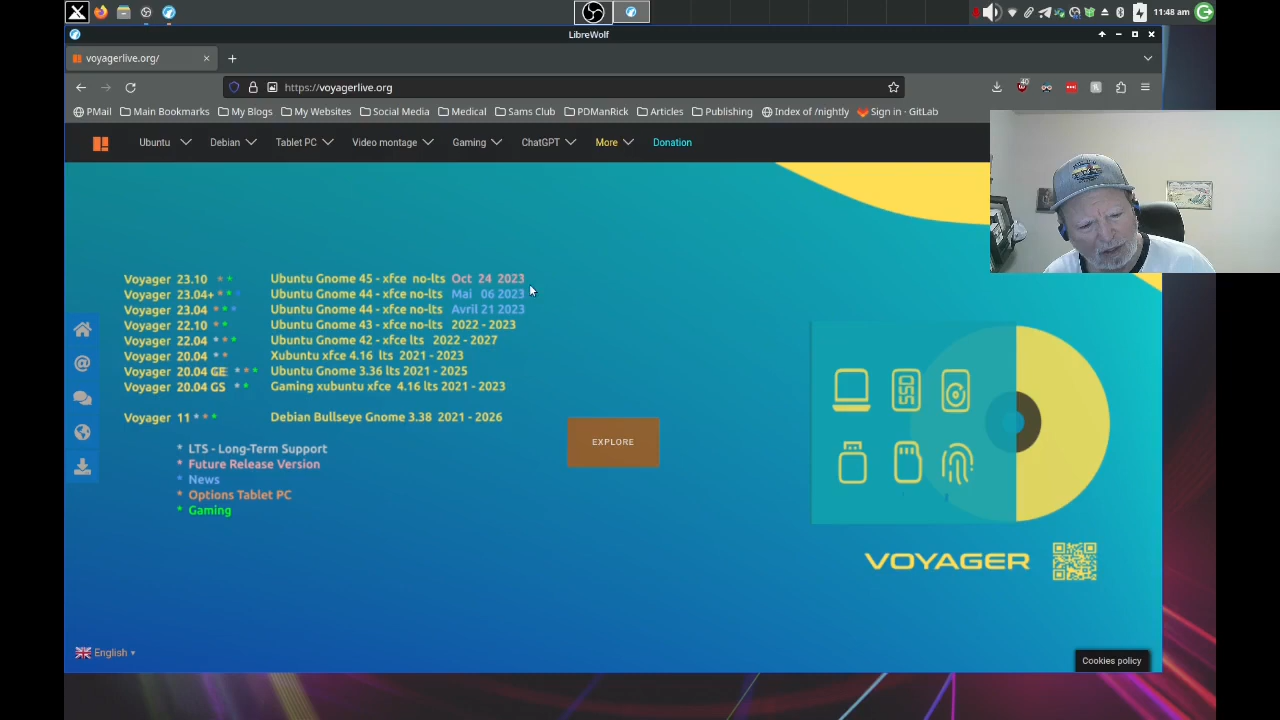 11:48 am
LibreWolf
voyagerlive.org/
https://voyagerlive.org
40
PMail Main Bookmarks My Blogs My Websites Social Media Medical Sams Club PDManRick Articles Publishing Index of /nightly Sign in · GitLab
Ubuntu Debian Tablet PC Video montage Gaming ChatGPT More Donation
Voyager 23.10 * * Ubuntu Gnome 45 - xfce no-lts Oct 24 2023
Voyager 23.04+ * * * Ubuntu Gnome 44 - xfce no-lts Mai 06 2023
Voyager 23.04 * * * Ubuntu Gnome 44 - xfce no-lts Avril 21 2023
Voyager 22.10 * * Ubuntu Gnome 43 - xfce no-lts 2022 - 2023
Voyager 22.04 * * * Ubuntu Gnome 42 - xfce lts 2022 - 2027
Voyager 20.04 * * Xubuntu xfce 4.16 lts 2021 - 2023
Voyager 20.04 GE * * * Ubuntu Gnome 3.36 lts 2021 - 2025
Voyager 20.04 GS * * Gaming xubuntu xfce 4.16 lts 2021 - 2023
Voyager 11 * * * Debian Bullseye Gnome 3.38 2021 - 2026
* LTS - Long-Term Support
* Future Release Version
* News
* Options Tablet PC
* Gaming
EXPLORE
SSD
VOYAGER
English
Cookies policy